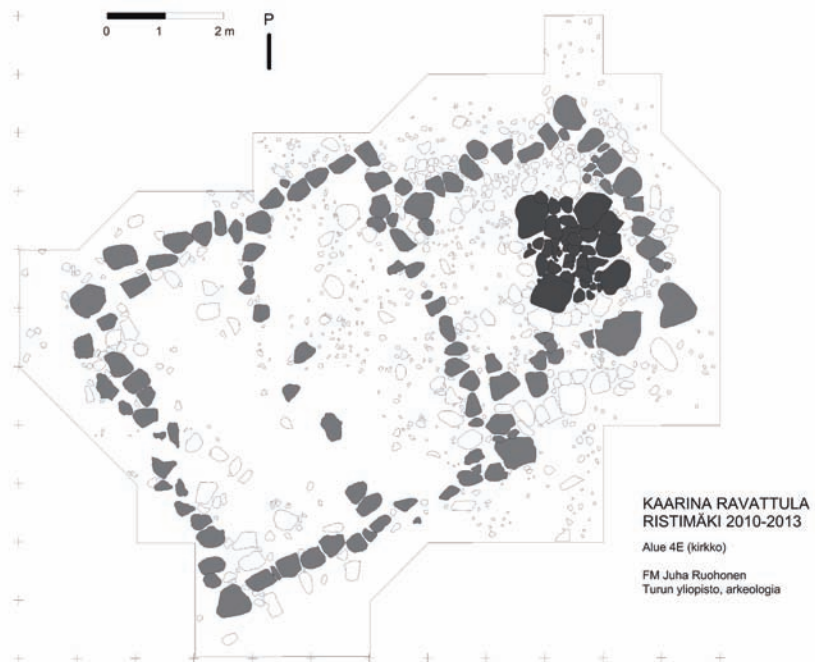 0 1 2 m
P
KAARINA RAVATTULA
RISTIMÄKI 2010-2013
Alue 4E (kirkko)
FM Juha Ruohonen
Turun yliopisto, arkeologia